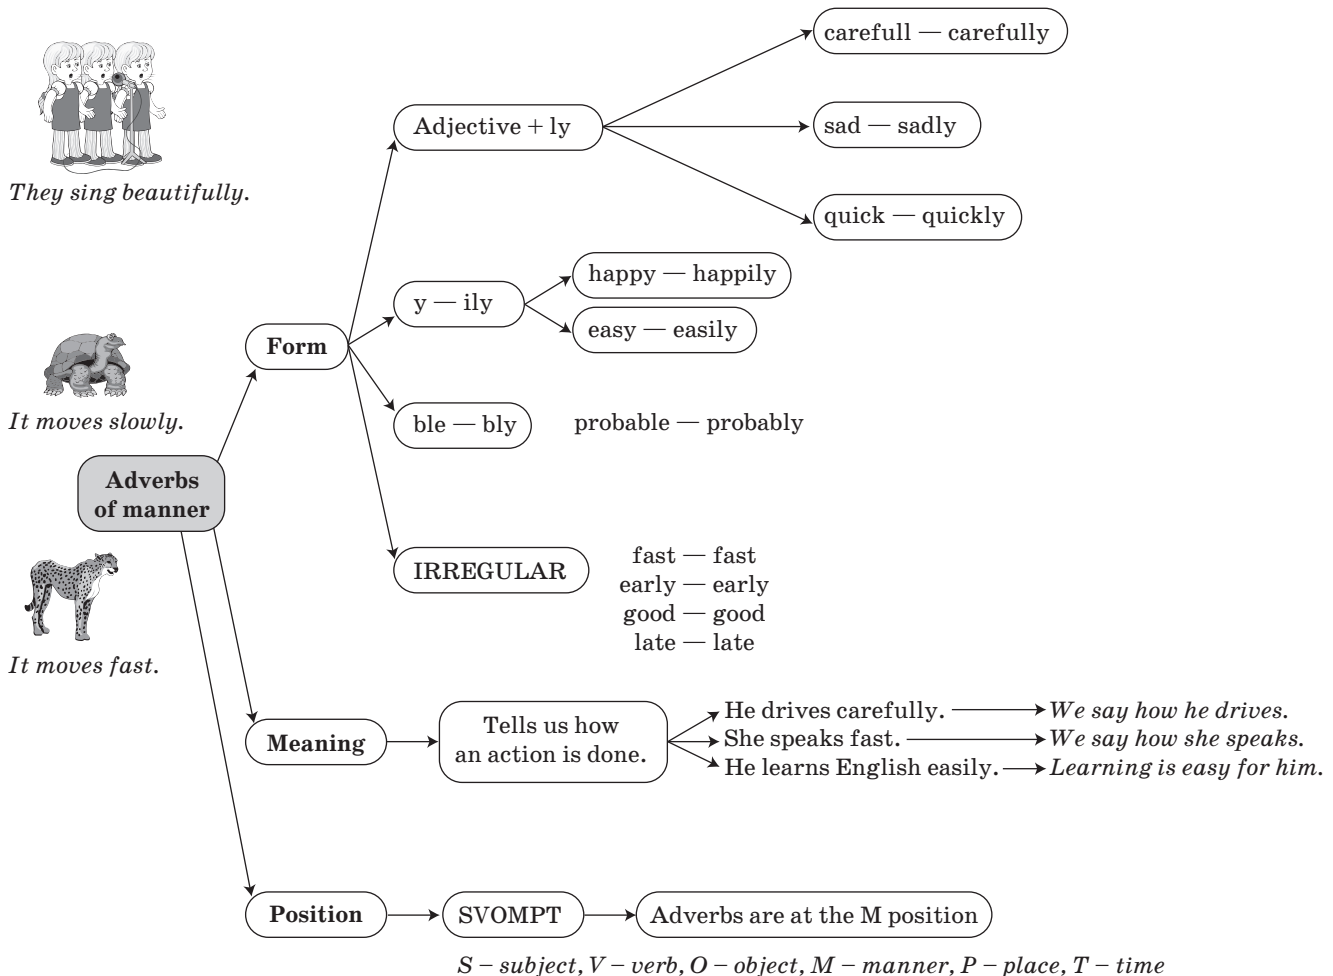 They sing beautifully.
It moves slowly.
Adverbs
of manner
It moves fast.
Form
Adjective + ly
carefull — carefully
sad — sadly
quick — quickly
y — ily
happy — happily
easy — easily
ble — bly
probable — probably
IRREGULAR
fast — fast
early — early
good — good
late — late
Meaning
Tells us how
an action is done.
He drives carefully.
We say how he drives.
She speaks fast.
We say how she speaks.
He learns English easily.
Learning is easy for him.
Position
SVOMPT
Adverbs are at the M position
S – subject, V – verb, O – object, M – manner, P – place, T – time